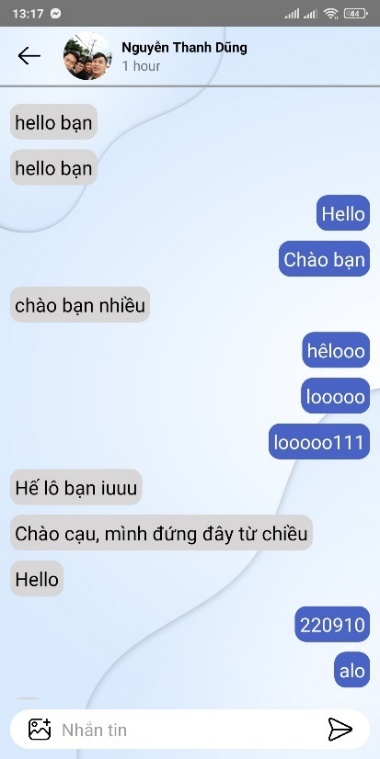 13:17
44
Nguyễn Thanh Dũng
1 hour
hello bạn
hello bạn
Hello
Chào bạn
chào bạn nhiều
hêlooo
looooo
looooo111
Hế lô bạn iuuu
Chào cạu, mình đứng đây từ chiều
Hello
220910
alo
Nhắn tin